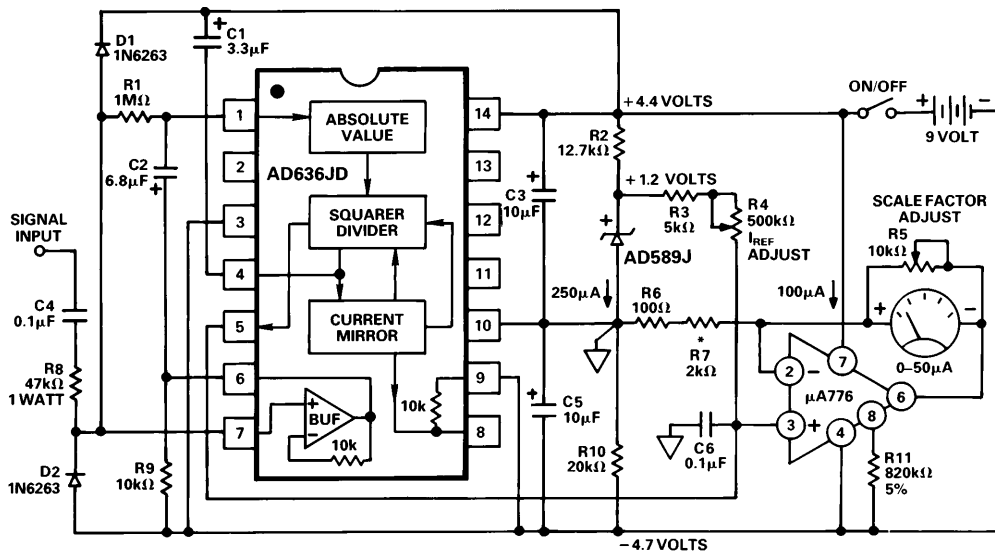 D1
1N6263
C1
3.3μF
+
R1
1MΩ
C2
6.8μF
+
SIGNAL
INPUT
C4
0.1μF
R8
47kΩ
1 WATT
D2
1N6263
R9
10kΩ
1
2
3
4
5
6
7
ABSOLUTE
VALUE
AD636JD
SQUARER
DIVIDER
CURRENT
MIRROR
BUF
+
−
10k
10k
14
13
12
11
10
9
8
+
C3
10μF
+
C5
10μF
+4.4 VOLTS
R2
12.7kΩ
+1.2 VOLTS
R3
5kΩ
R4
500kΩ
IREF
ADJUST
+
AD589J
250μA
R6
100Ω
*
R7
2kΩ
C6
0.1μF
R10
20kΩ
−4.7 VOLTS
ON/OFF
+ −
9 VOLT
SCALE FACTOR
ADJUST
R5
10kΩ
100μA
+ −
0–50μA
2 −
7
μA776
6
3 +
8
4
R11
820kΩ
5%